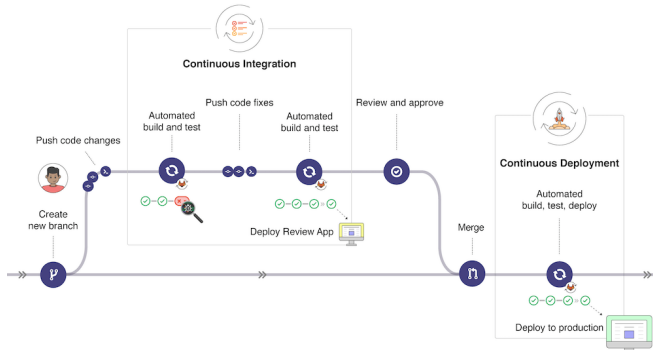 Continuous Integration
Push code changes
Automated
build and test
Push code fixes
Automated
build and test
Review and approve
Create
new branch
Deploy Review App
Merge
Continuous Deployment
Automated
build, test, deploy
Deploy to production